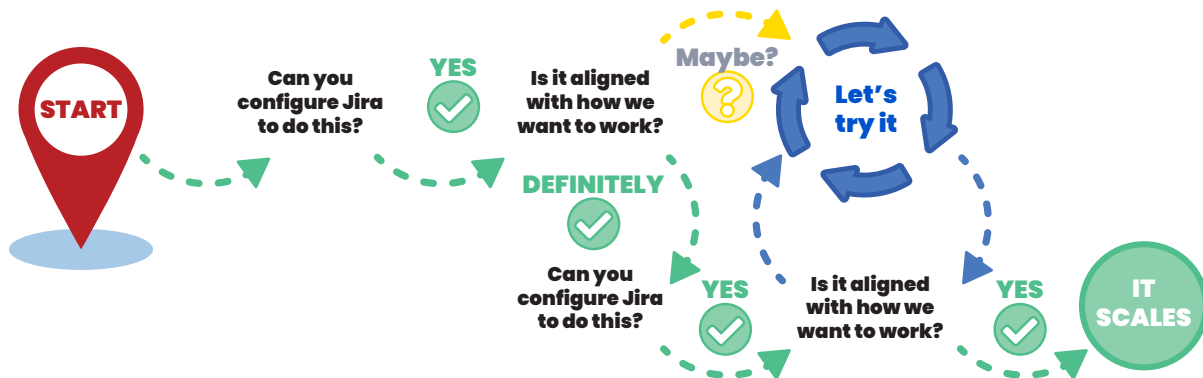 START
Can you
configure Jira
to do this?
YES
Is it aligned
with how we
want to work?
Maybe?
?
Let's
try it
DEFINITELY
Can you
configure Jira
to do this?
YES
Is it aligned
with how we
want to work?
YES
IT
SCALES